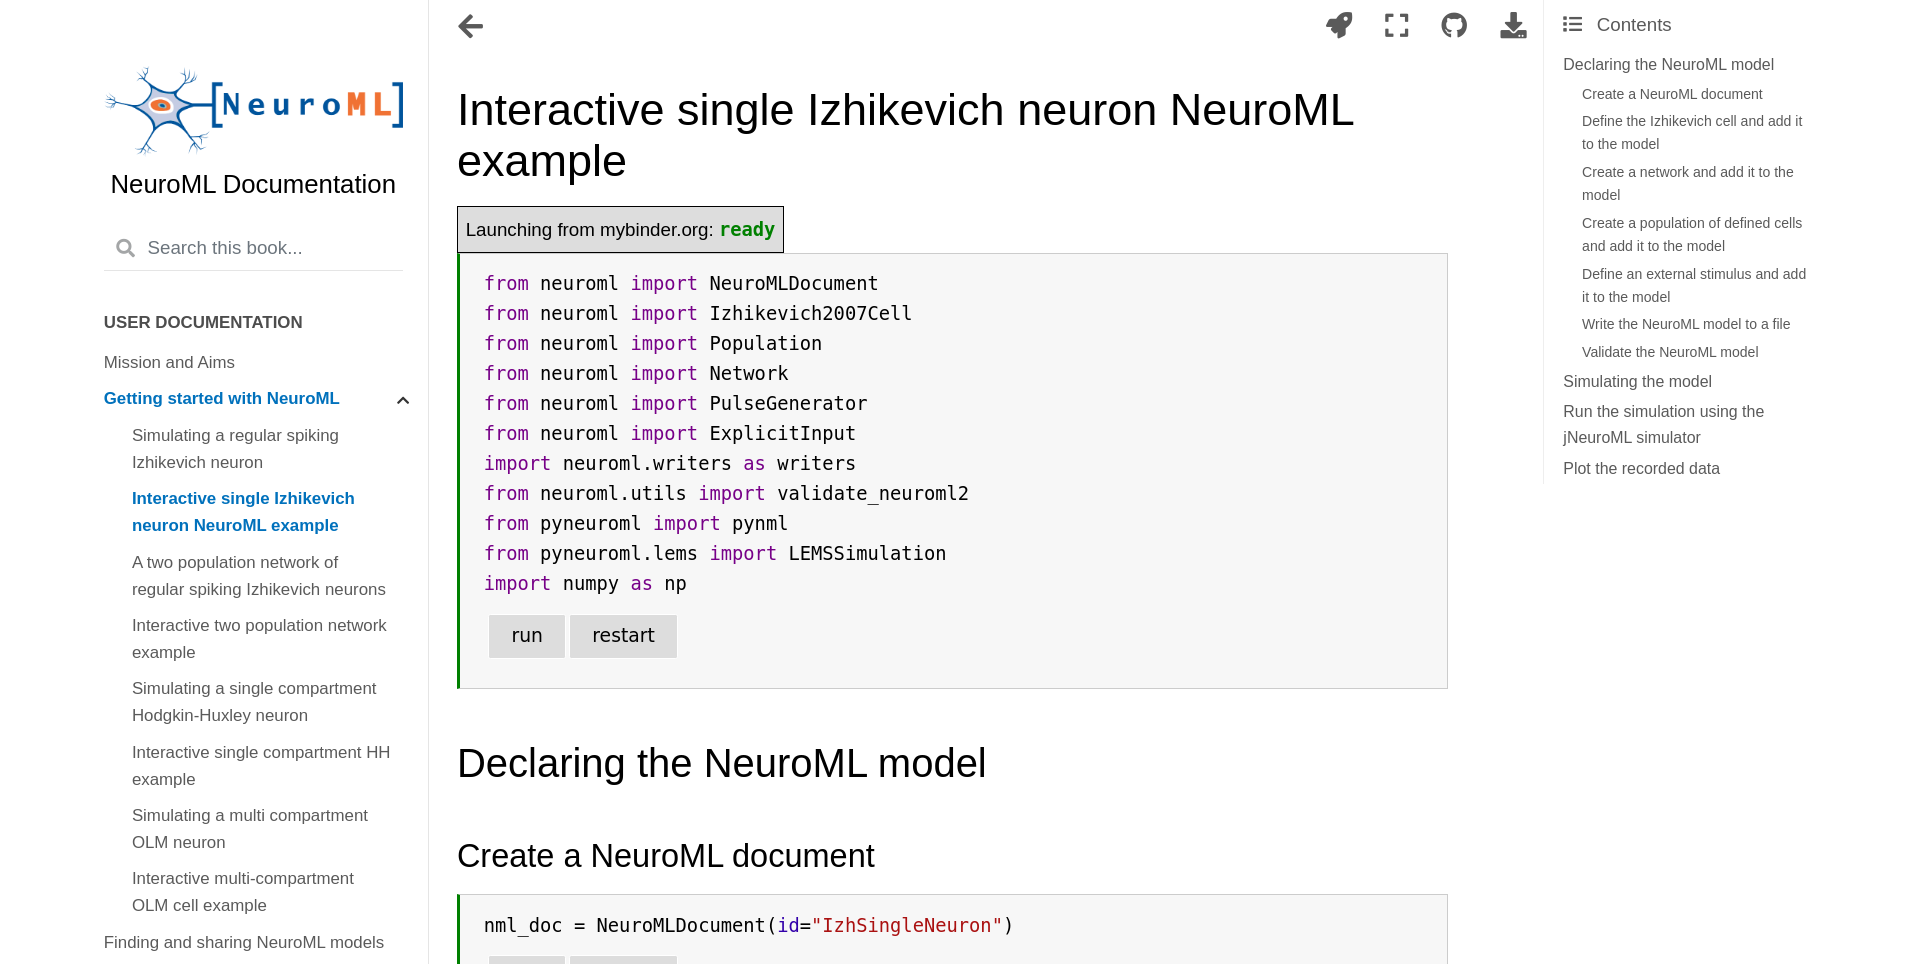 [NeuroML]
NeuroML Documentation
Search this book...
USER DOCUMENTATION
Mission and Aims
Getting started with NeuroML
Simulating a regular spiking
Izhikevich neuron
Interactive single Izhikevich
neuron NeuroML example
A two population network of
regular spiking Izhikevich neurons
Interactive two population network
example
Simulating a single compartment
Hodgkin-Huxley neuron
Interactive single compartment HH
example
Simulating a multi compartment
OLM neuron
Interactive multi-compartment
OLM cell example
Finding and sharing NeuroML models
Interactive single Izhikevich neuron NeuroML
example
Launching from mybinder.org: ready
from neuroml import NeuroMLDocument
from neuroml import Izhikevich2007Cell
from neuroml import Population
from neuroml import Network
from neuroml import PulseGenerator
from neuroml import ExplicitInput
import neuroml.writers as writers
from neuroml.utils import validate_neuroml2
from pyneuroml import pynml
from pyneuroml.lems import LEMSSimulation
import numpy as np
run restart
Declaring the NeuroML model
Create a NeuroML document
nml_doc = NeuroMLDocument(id="IzhSingleNeuron")
Contents
Declaring the NeuroML model
Create a NeuroML document
Define the Izhikevich cell and add it
to the model
Create a network and add it to the
model
Create a population of defined cells
and add it to the model
Define an external stimulus and add
it to the model
Write the NeuroML model to a file
Validate the NeuroML model
Simulating the model
Run the simulation using the
jNeuroML simulator
Plot the recorded data